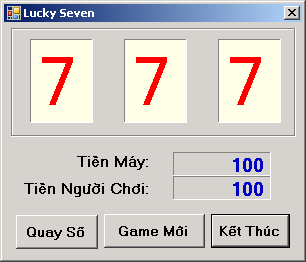 Lucky Seven
7 7 7
Tiền Máy: 100
Tiền Người Chơi: 100
Quay Số Game Mới Kết Thúc